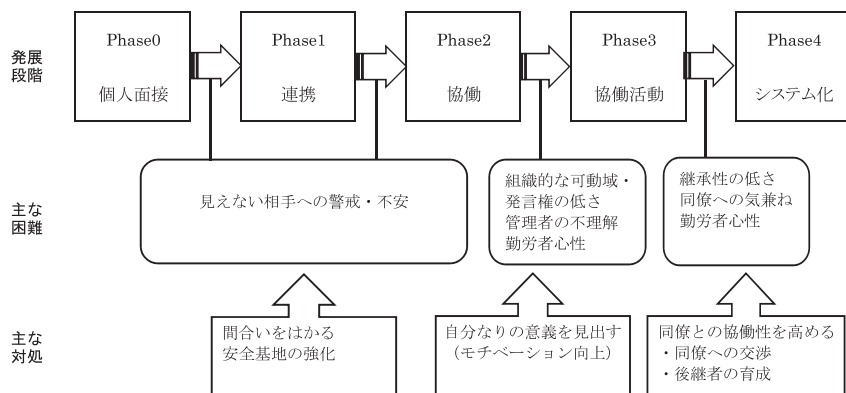 発展
段階
Phase0
個人面接
Phase1
連携
Phase2
協働
Phase3
協働活動
Phase4
システム化
主な
困難
見えない相手への警戒・不安
組織的な可動域・
発言権の低さ
管理者の不理解
勤労者心性
継承性の低さ
同僚への気兼ね
勤労者心性
主な
対処
間合いをはかる
安全基地の強化
自分なりの意義を見出す
（モチベーション向上）
同僚との協働性を高める
・同僚への交渉
・後継者の育成